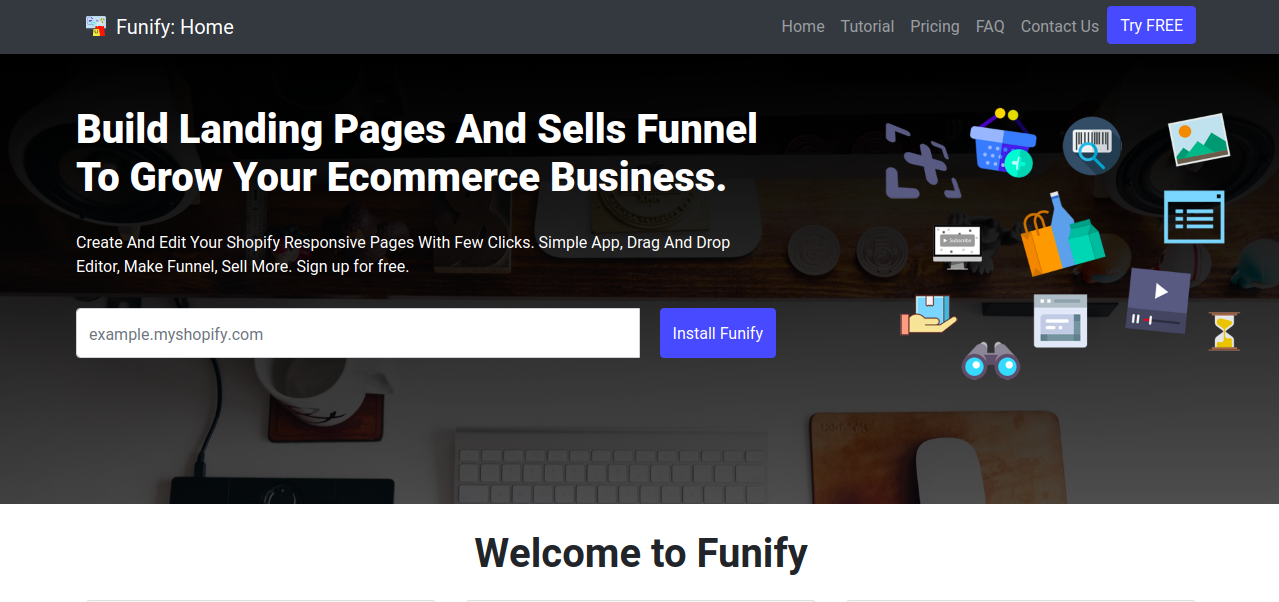 Funify: Home
Home Tutorial Pricing FAQ Contact Us Try FREE
Build Landing Pages And Sells Funnel
To Grow Your Ecommerce Business.
Create And Edit Your Shopify Responsive Pages With Few Clicks. Simple App, Drag And Drop
Editor, Make Funnel, Sell More. Sign up for free.
Subscribe
example.myshopify.com
Install Funify
Welcome to Funify